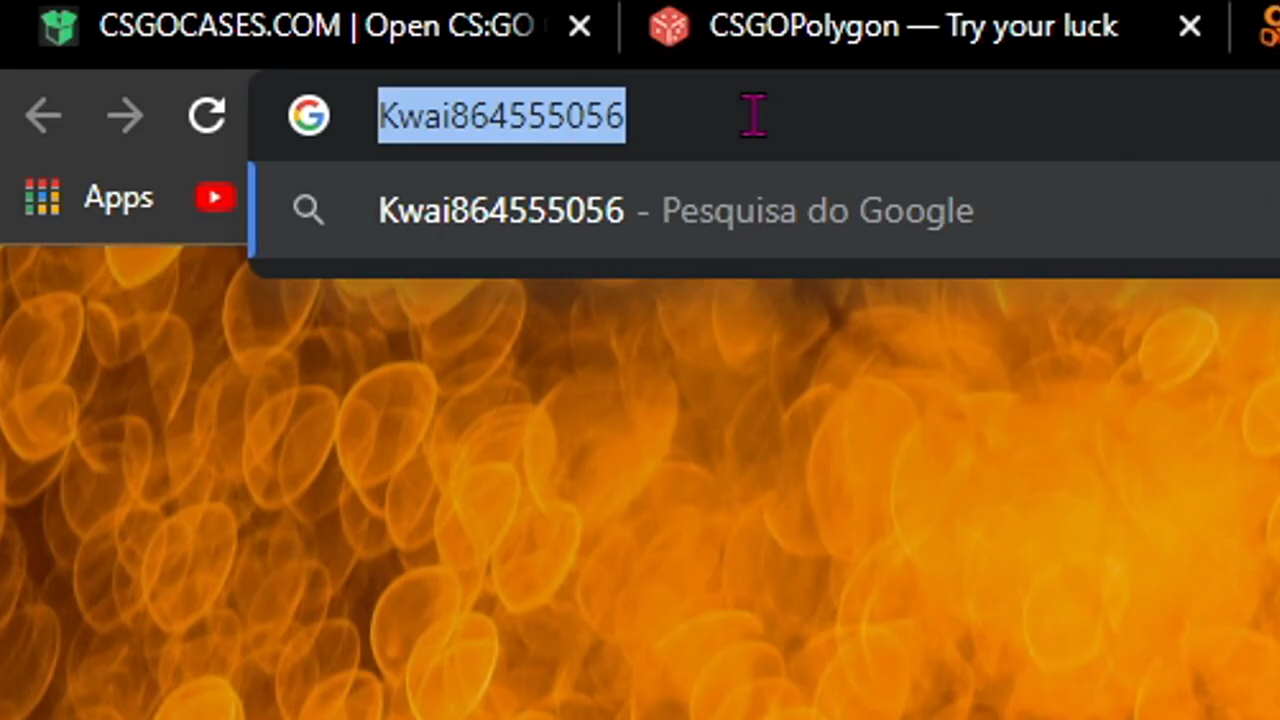 CSGOCASES.COM | Open CS:GO
CSGOPolygon — Try your luck
Kwai864555056
Apps
Kwai864555056 - Pesquisa do Google